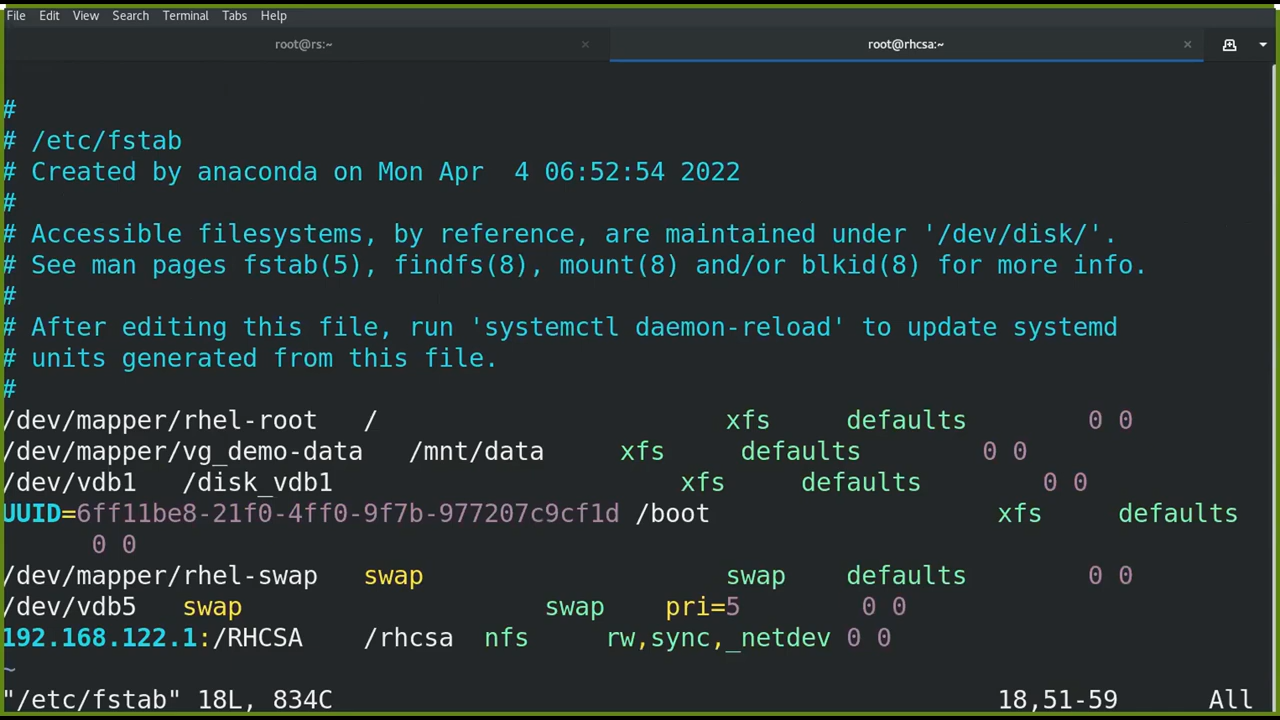 File Edit View Search Terminal Tabs Help
root@rs:~ × root@rhcsa:~ ×
#
# /etc/fstab
# Created by anaconda on Mon Apr  4 06:52:54 2022
#
# Accessible filesystems, by reference, are maintained under '/dev/disk/'.
# See man pages fstab(5), findfs(8), mount(8) and/or blkid(8) for more info.
#
# After editing this file, run 'systemctl daemon-reload' to update systemd
# units generated from this file.
#
/dev/mapper/rhel-root   /                       xfs     defaults        0 0
/dev/mapper/vg_demo-data   /mnt/data     xfs     defaults        0 0
/dev/vdb1   /disk_vdb1                       xfs     defaults        0 0
UUID=6ff11be8-21f0-4ff0-9f7b-977207c9cf1d /boot                   xfs     defaults
      0 0
/dev/mapper/rhel-swap   swap                    swap    defaults        0 0
/dev/vdb5   swap                    swap    pri=5        0 0
192.168.122.1:/RHCSA    /rhcsa  nfs     rw,sync,_netdev 0 0
~
"/etc/fstab" 18L, 834C                                            18,51-59      All